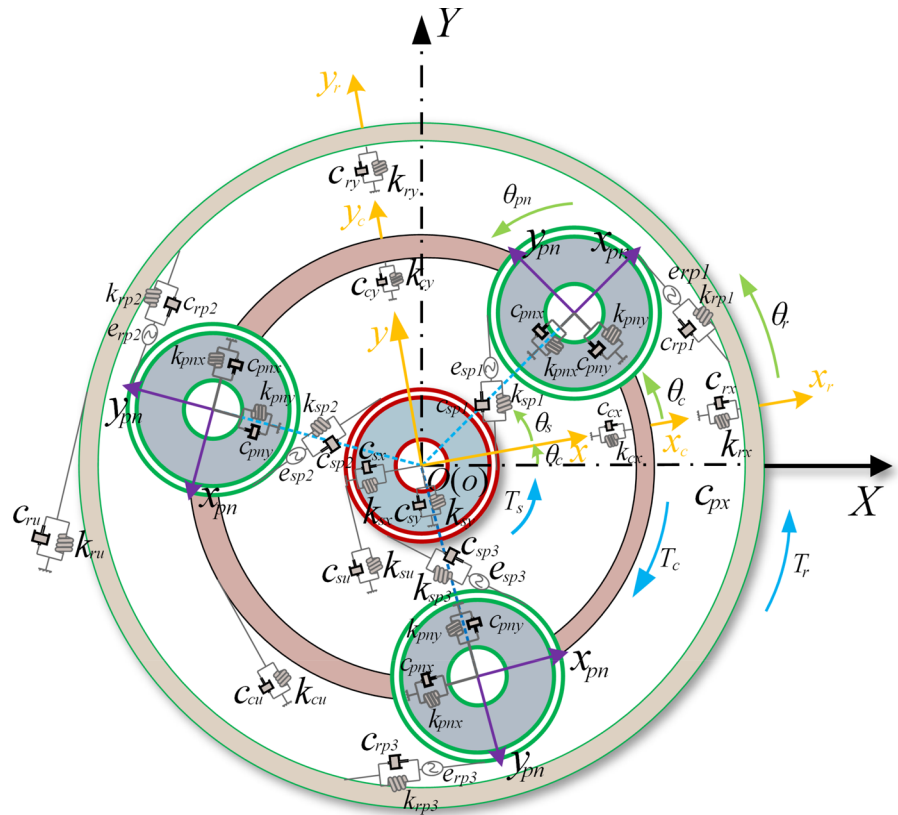 Y
y_r
c_ry
k_ry
θ_pn
y_c
c_cy
k_cy
y_pn
x_pn
e_rp1
k_rp1
c_rp1
θ_r
k_rp2
c_rp2
e_rp2
c_pnx
k_pnx
k_pny
c_pny
y
e_sp1
c_sp1
k_sp1
k_pnx
c_pnx
k_pny
c_pny
y_pn
x_pn
k_sp2
c_sp2
e_sp2
c_sx
k_sx
θ_s
θ_c
θ_c
c_cx
k_cx
x
x_c
c_rx
k_rx
x_r
O(o)
X
c_sy
k_sy
T_s
c_px
c_ru
k_ru
c_su
k_su
c_sp3
k_sp3
e_sp3
T_c
T_r
k_pny
c_pny
c_pnx
k_pnx
x_pn
y_pn
c_cu
k_cu
c_rp3
k_rp3
e_rp3